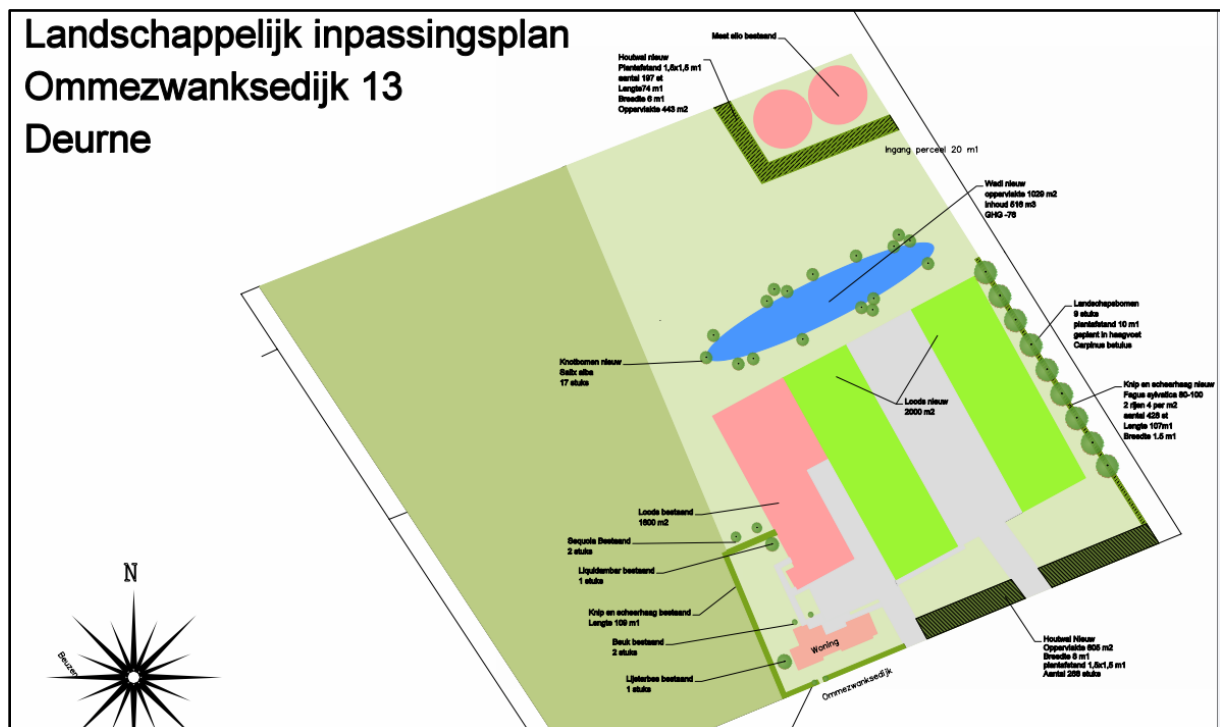 Landschappelijk inpassingsplan
Ommezwanksedijk 13
Deurne
Mest silo bestaand
Houtwal nieuw
Plantafstand 1,5x1,5 m1
aantal 197 st
Lengte74 m1
Breedte 6 m1
Oppervlakte 443 m2
Ingang perceel 20 m1
Wadi nieuw
oppervlakte 1029 m2
inhoud 516 m3
GHG -76
Landschapsbomen
9 stuks
plantafstand 10 m1
geplant in haagvoet
Carpinus betulus
Knotbomen nieuw
Salix alba
17 stuks
Knip en scheerhaag nieuw
Fagus sylvatica 80-100
2 rijen 4 per m2
aantal 428 st
Lengte 107m1
Breedte 1.5 m1
Loods nieuw
2000 m2
Loods bestaand
1600 m2
Sequoia Bestaand
2 stuks
Liquidambar bestaand
1 stuks
Knip en scheerhaag bestaand
Lengte 109 m1
Beuk bestaand
2 stuks
Woning
Lijsterbes bestaand
1 stuks
Ommezwanksedijk
Houtwal Nieuw
Oppervlakte 605 m2
Breedte 8 m1
plantafstand 1,5x1,5 m1
Aantal 268 stuks
N
Beuzen